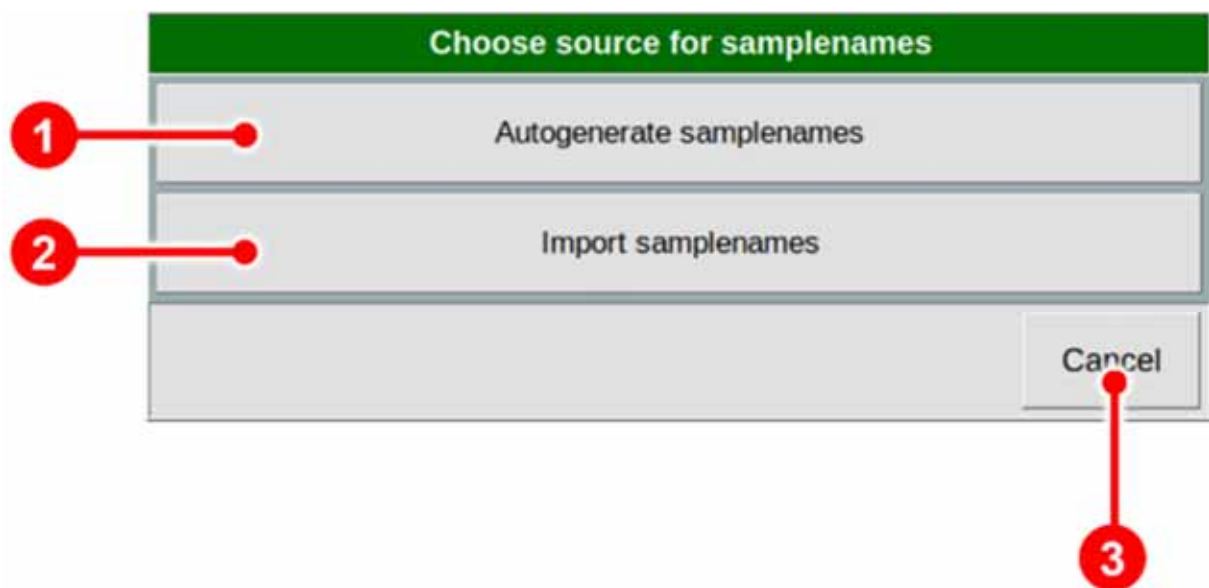 Choose source for samplenames
1
Autogenerate samplenames
2
Import samplenames
Cancel
3